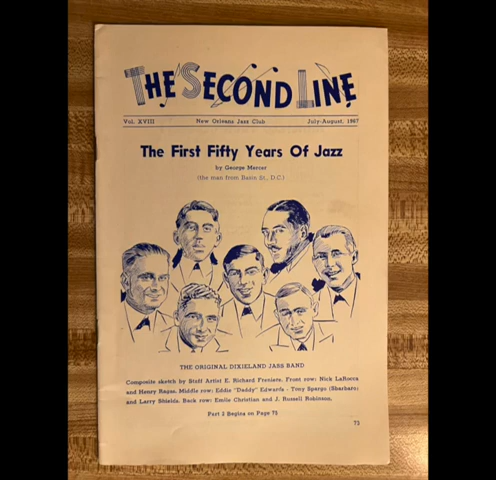 THE SECOND LINE
Vol. XVIII New Orleans Jazz Club July-August, 1967
The First Fifty Years Of Jazz
by George Mercer
(the man from Basin St., D.C.)
THE ORIGINAL DIXIELAND JASS BAND
Composite sketch by Staff Artist E. Richard Freniere. Front row: Nick LaRocca
and Henry Ragas. Middle row: Eddie "Daddy" Edwards - Tony Spargo (Sbarbaro)
and Larry Shields. Back row: Emile Christian and J. Russell Robinson.
Part 2 Begins on Page 75
73